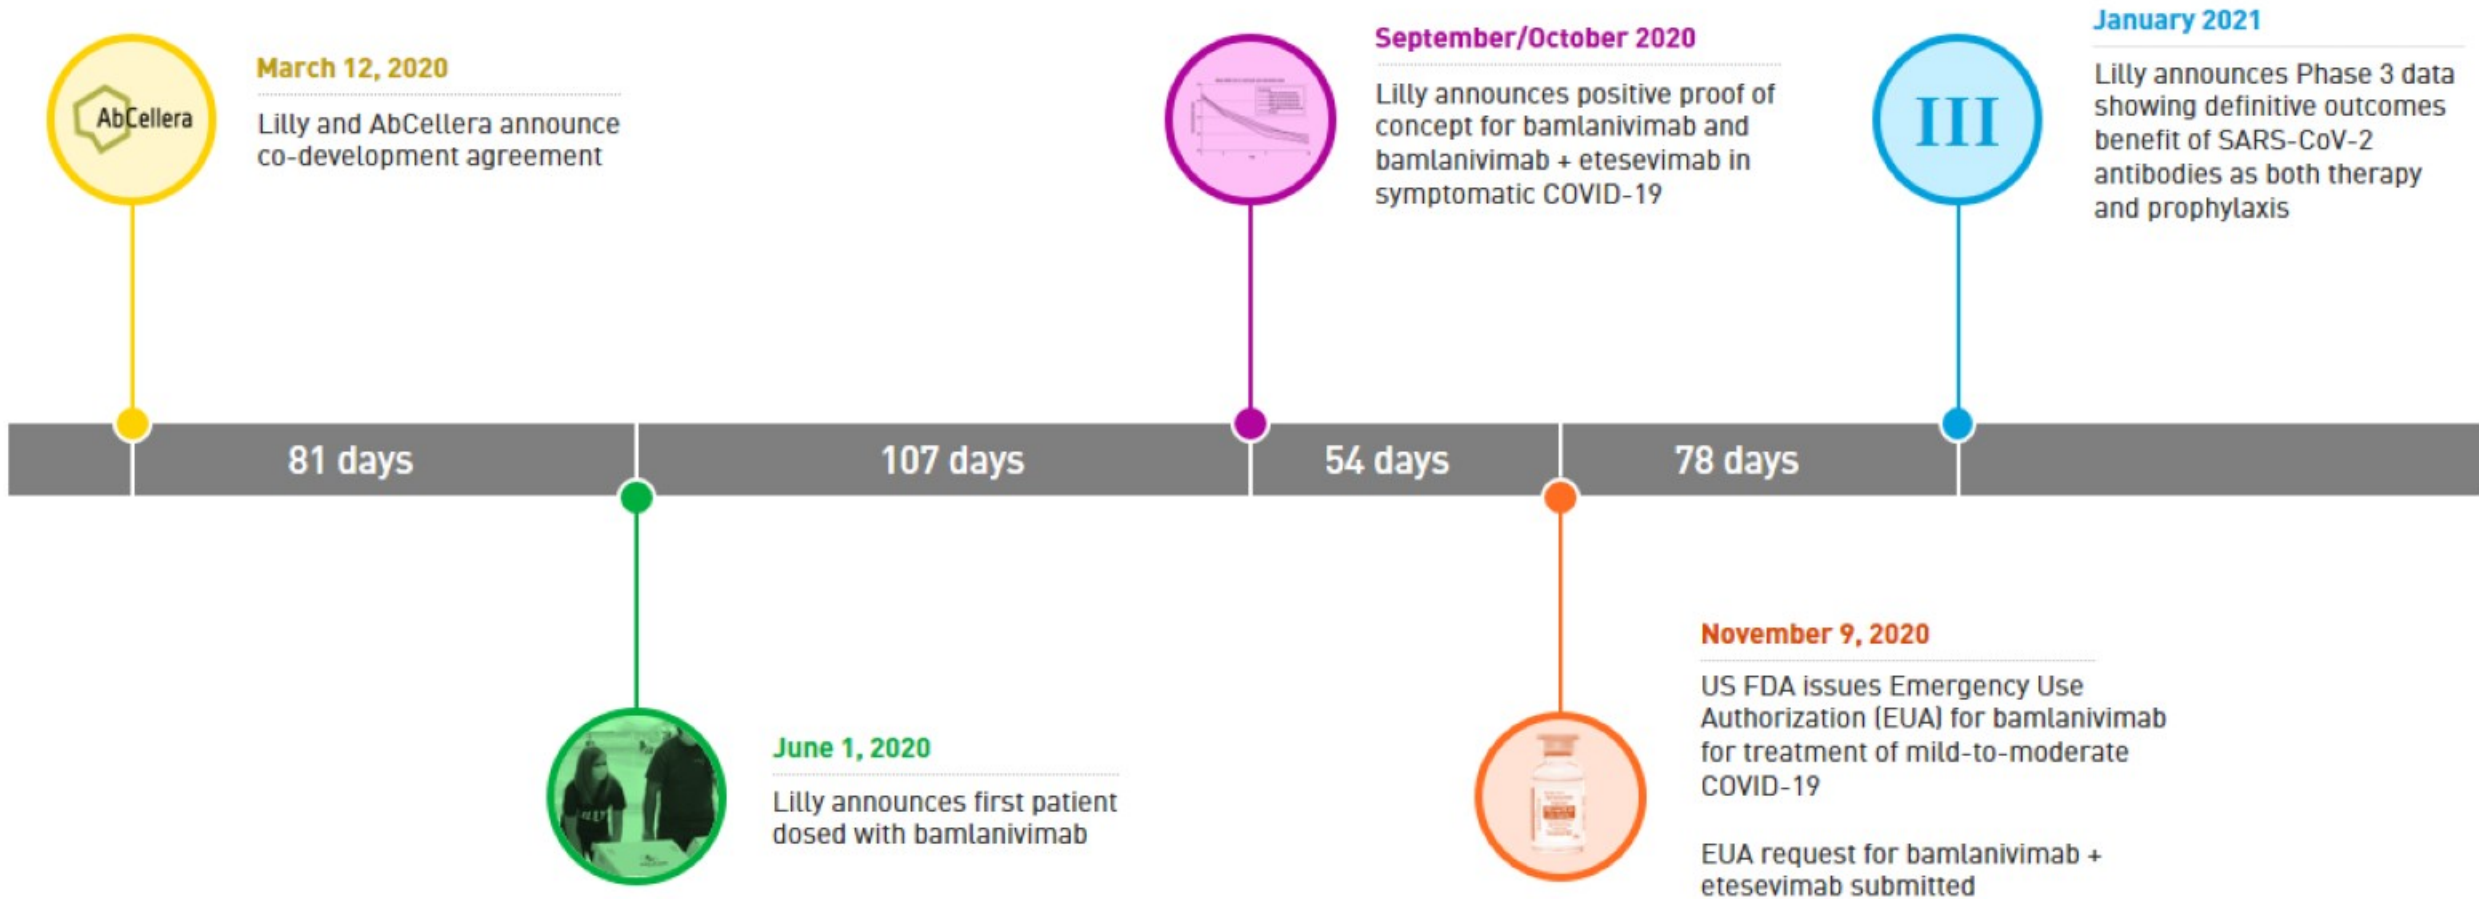 AbCellera
March 12, 2020
Lilly and AbCellera announce
co-development agreement
September/October 2020
Lilly announces positive proof of
concept for bamlanivimab and
bamlanivimab + etesevimab in
symptomatic COVID-19
III
January 2021
Lilly announces Phase 3 data
showing definitive outcomes
benefit of SARS-CoV-2
antibodies as both therapy
and prophylaxis
81 days
107 days
54 days
78 days
June 1, 2020
Lilly announces first patient
dosed with bamlanivimab
November 9, 2020
US FDA issues Emergency Use
Authorization (EUA) for bamlanivimab
for treatment of mild-to-moderate
COVID-19
EUA request for bamlanivimab +
etesevimab submitted